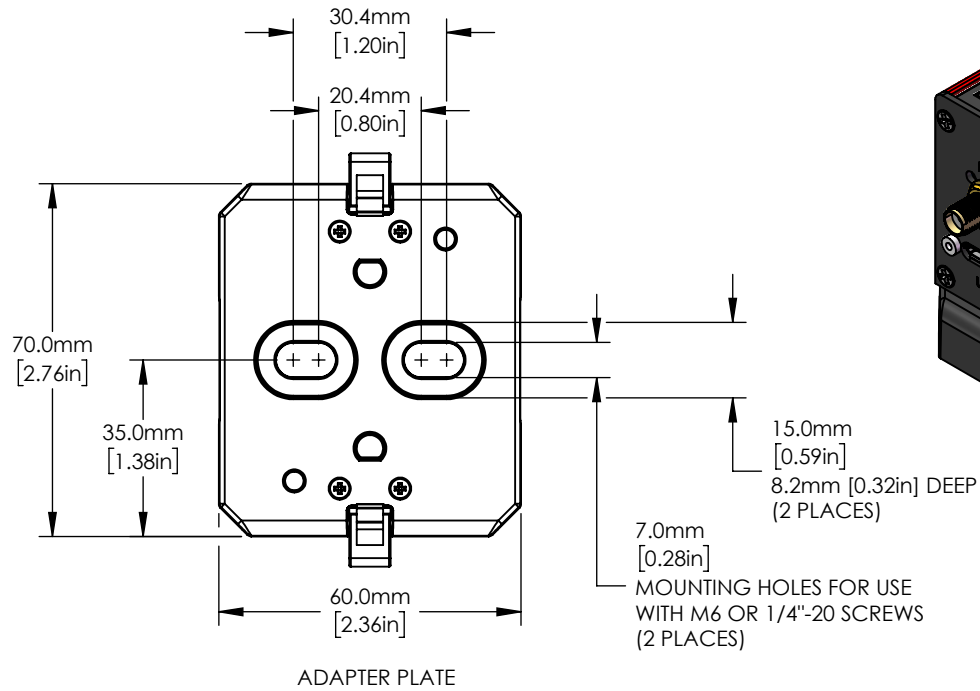 30.4mm
[1.20in]
20.4mm
[0.80in]
70.0mm
[2.76in]
35.0mm
[1.38in]
15.0mm
[0.59in]
8.2mm [0.32in] DEEP
(2 PLACES)
7.0mm
[0.28in]
MOUNTING HOLES FOR USE
WITH M6 OR 1/4"-20 SCREWS
(2 PLACES)
60.0mm
[2.36in]
ADAPTER PLATE